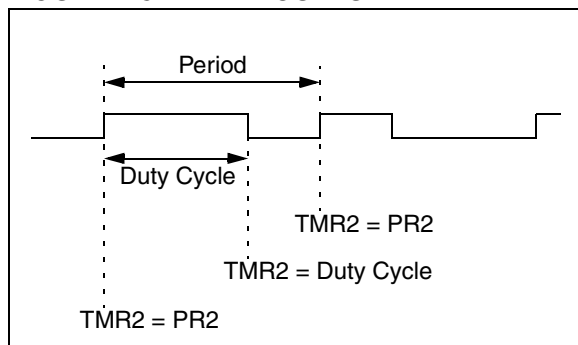 Period
Duty Cycle
TMR2 = PR2
TMR2 = Duty Cycle
TMR2 = PR2